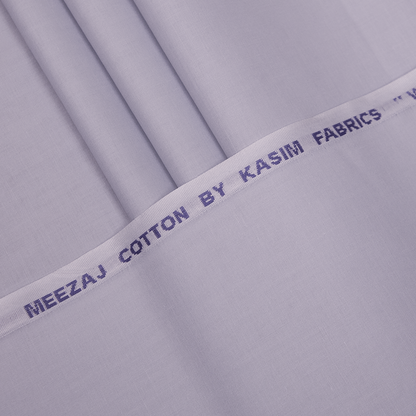 MEEZAJ COTTON BY KASIM FABRICS "